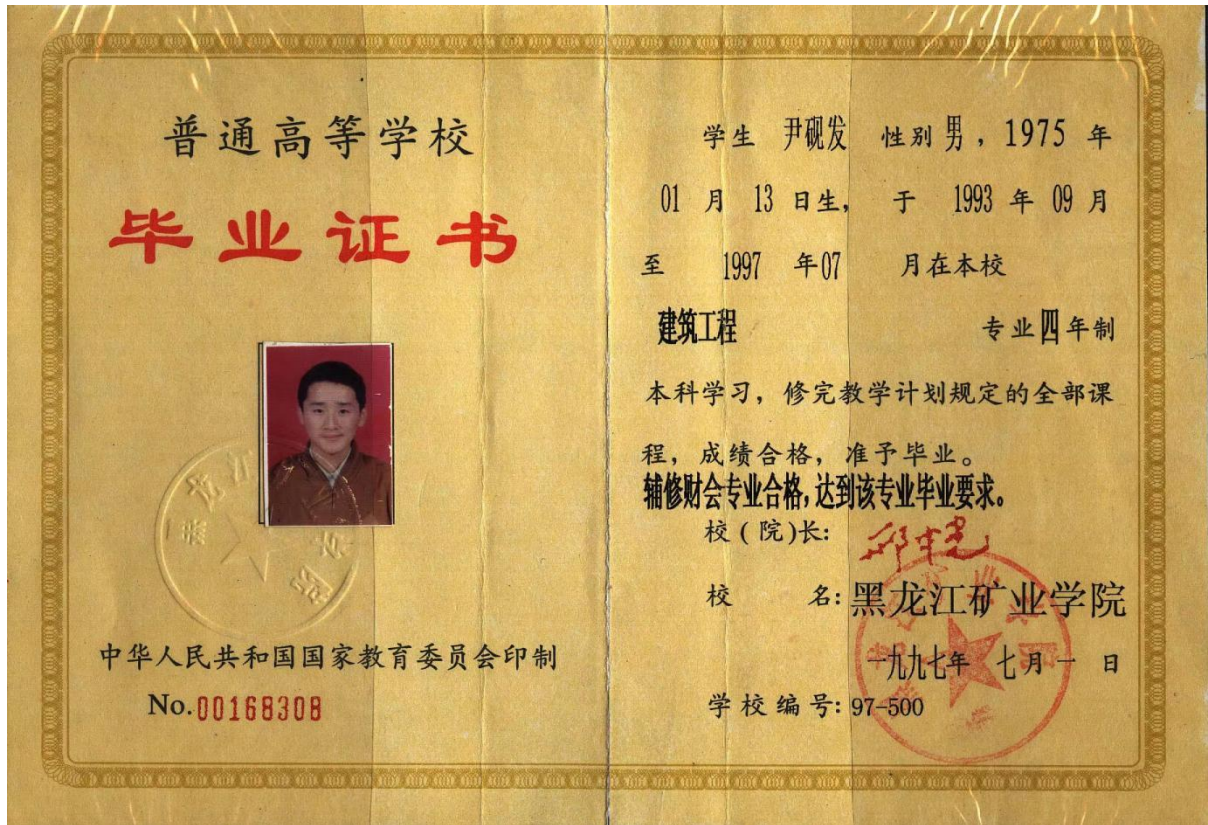 普通高等学校
毕业证书
中华人民共和国国家教育委员会印制
No.00168308
学生 尹砚发 性别 男，1975 年
01 月 13 日生， 于 1993 年 09 月
至 1997 年 07 月在本校
建筑工程 专业 四 年制
本科学习，修完教学计划规定的全部课
程，成绩合格，准予毕业。
辅修财会专业合格，达到该专业毕业要求。
校(院)长:
校 名: 黑龙江矿业学院
一九九七年 七月一 日
学校编号: 97-500